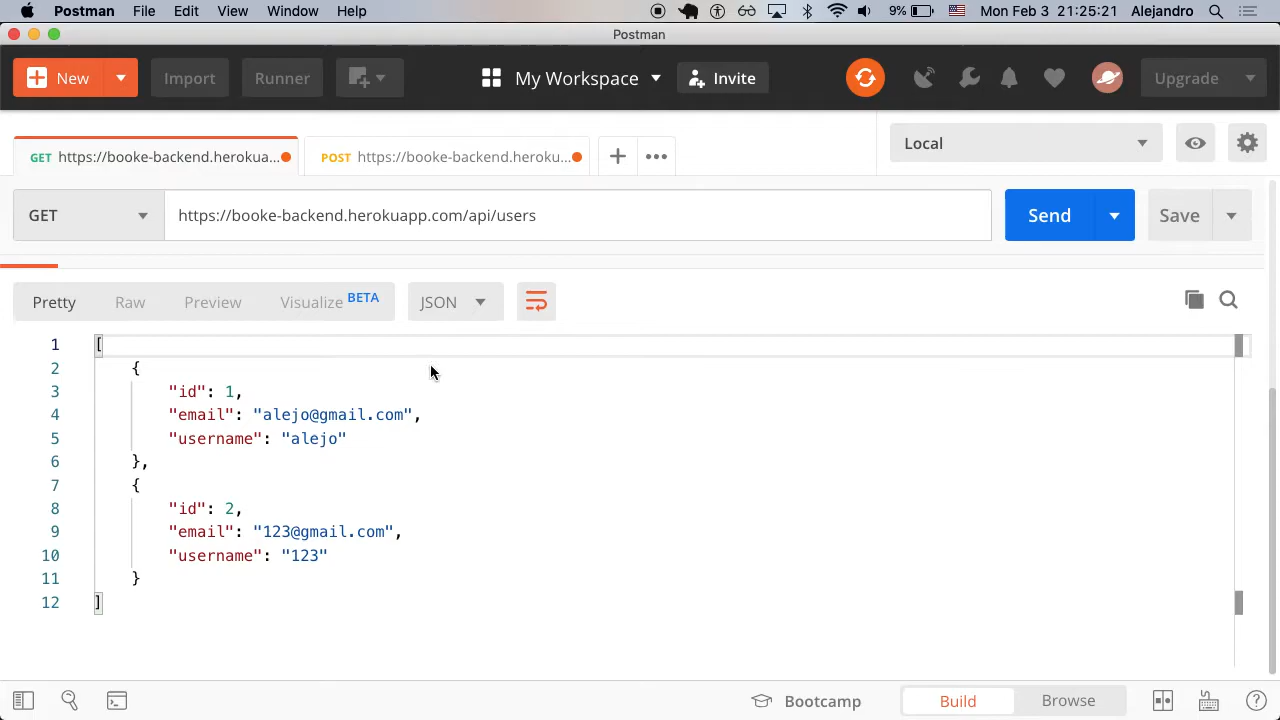 Postman File Edit View Window Help 9% Mon Feb 3 21:25:21 Alejandro
Postman
New Import Runner My Workspace Invite Upgrade
GET https://booke-backend.herokua... POST https://booke-backend.heroku... Local
GET https://booke-backend.herokuapp.com/api/users Send Save
Pretty Raw Preview Visualize BETA JSON
1 [
2 {
3 "id": 1,
4 "email": "alejo@gmail.com",
5 "username": "alejo"
6 },
7 {
8 "id": 2,
9 "email": "123@gmail.com",
10 "username": "123"
11 }
12 ]
Bootcamp Build Browse